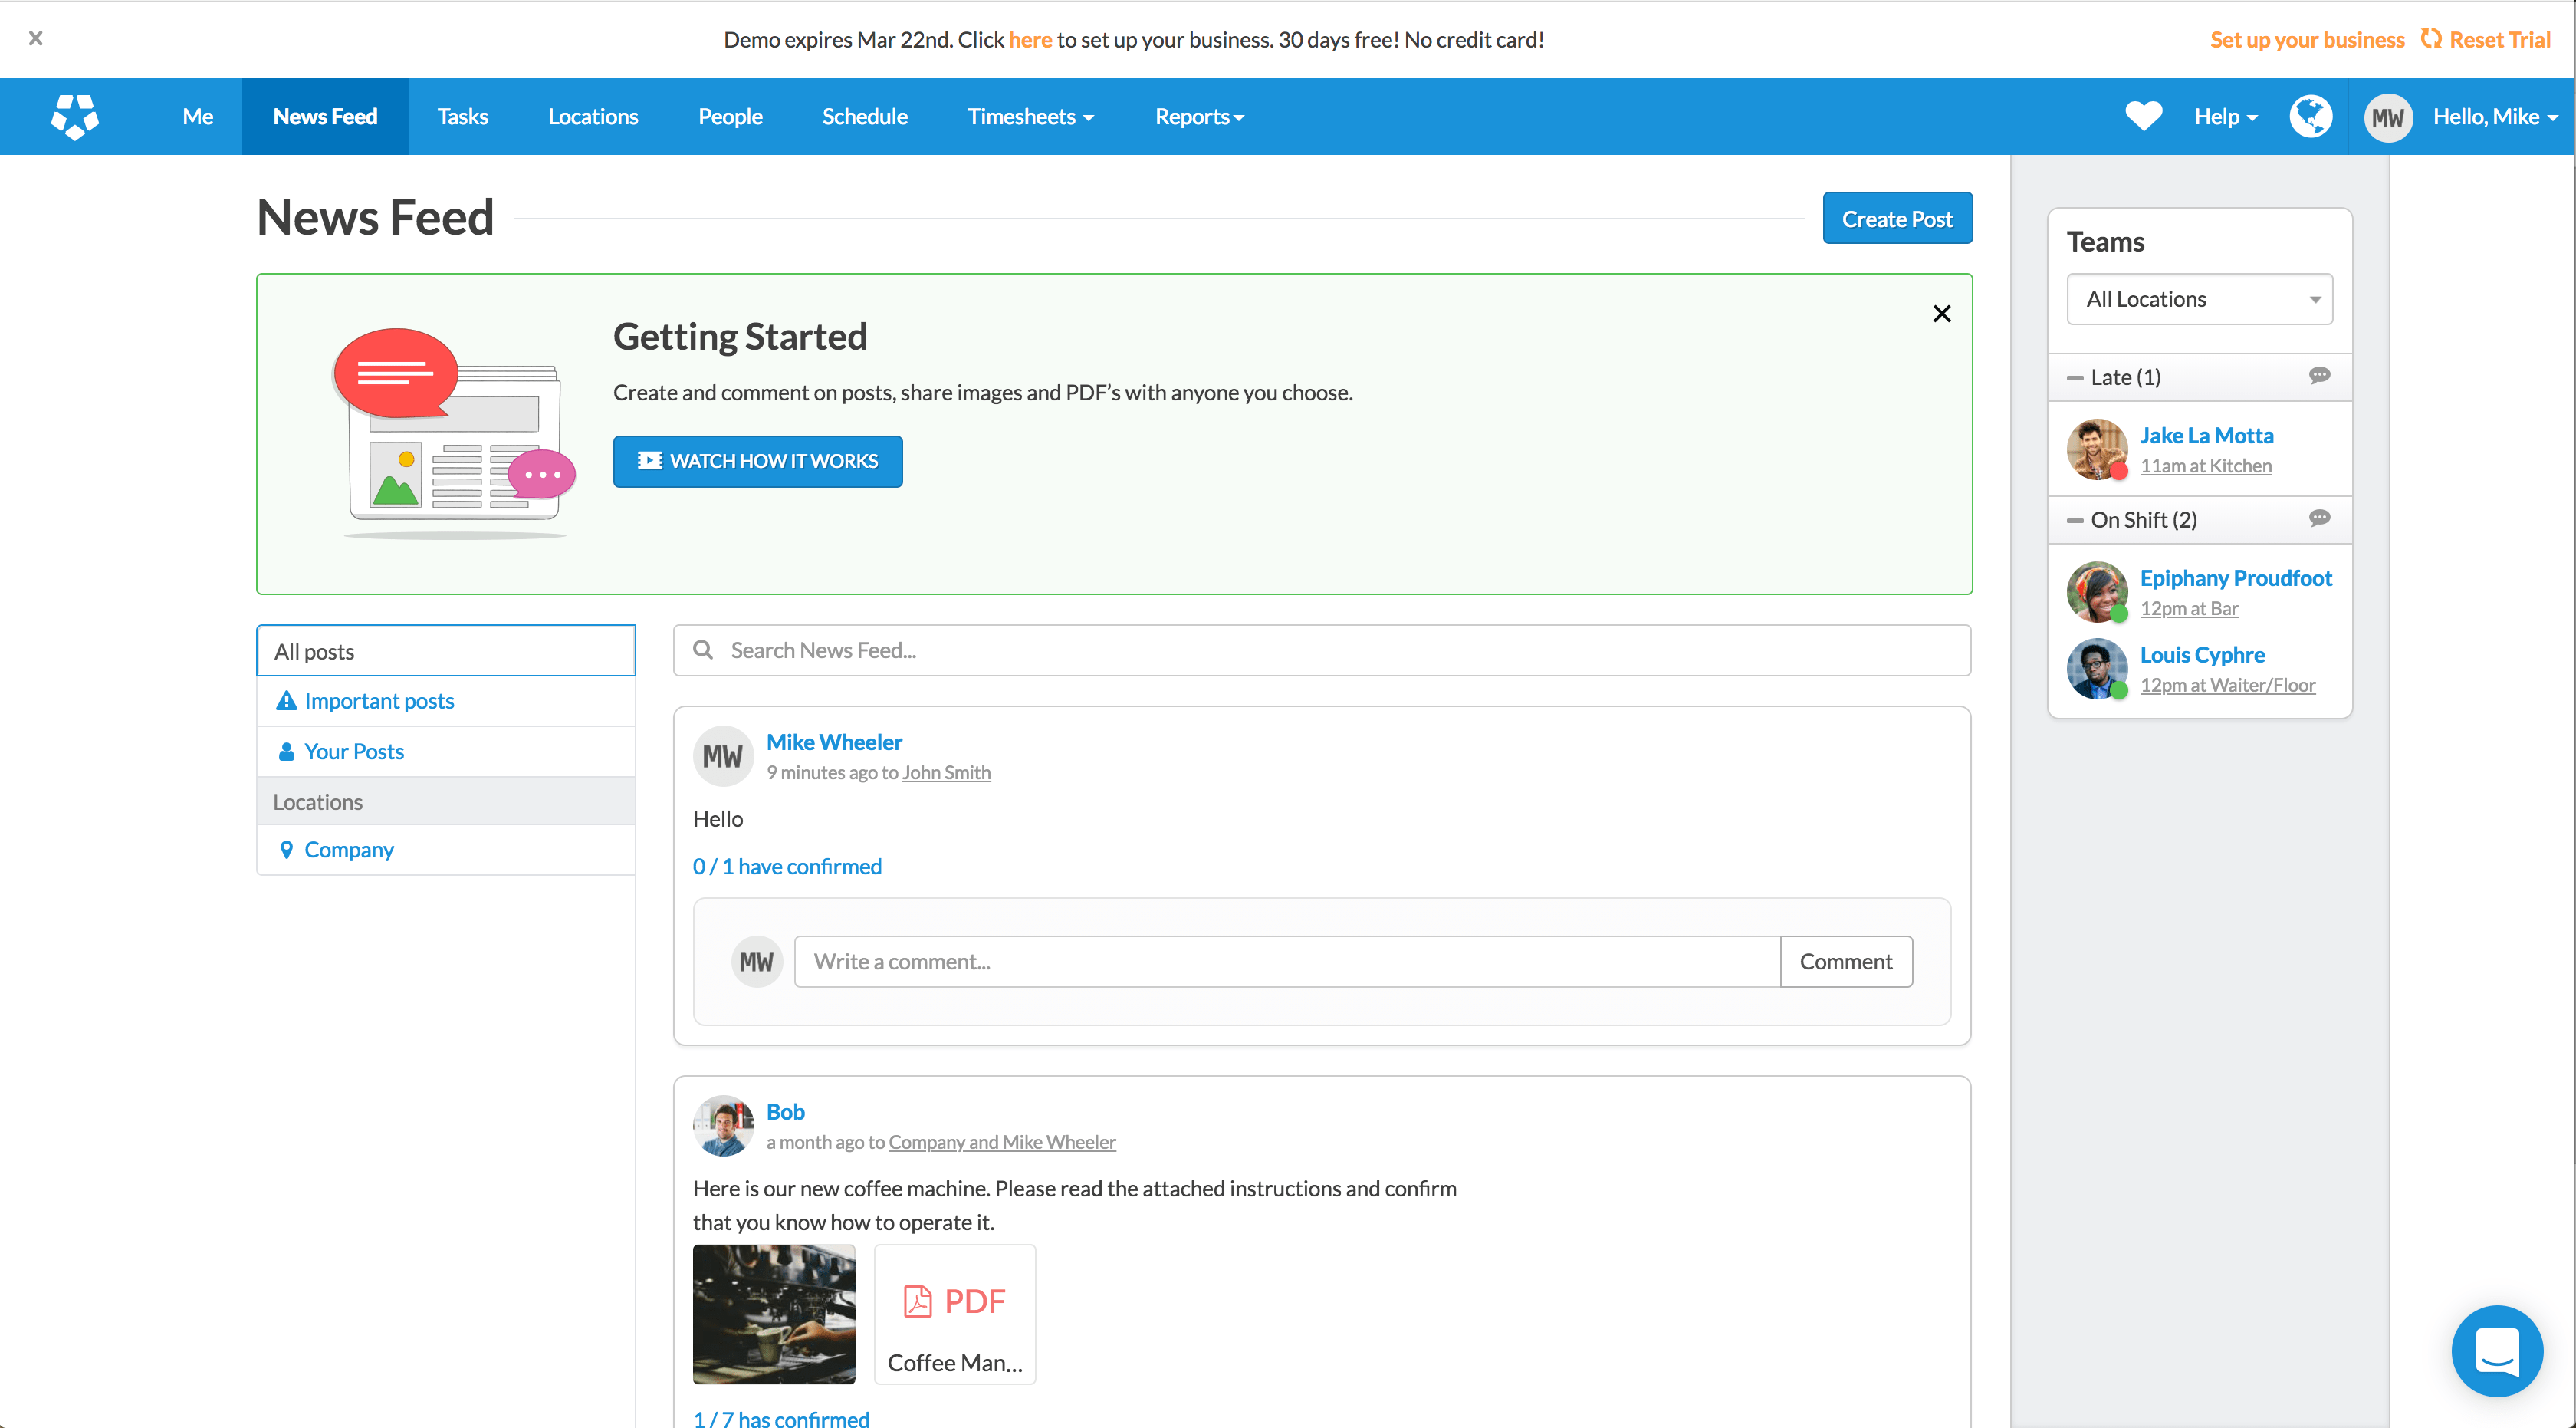 Demo expires Mar 22nd. Click here to set up your business. 30 days free! No credit card!
Set up your business Reset Trial
Me News Feed Tasks Locations People Schedule Timesheets Reports Help MW Hello, Mike
News Feed
Create Post
Getting Started
Create and comment on posts, share images and PDF’s with anyone you choose.
WATCH HOW IT WORKS
All posts
Important posts
Your Posts
Locations
Company
Search News Feed...
MW
Mike Wheeler
9 minutes ago to John Smith
Hello
0 / 1 have confirmed
MW
Write a comment...
Comment
Bob
a month ago to Company and Mike Wheeler
Here is our new coffee machine. Please read the attached instructions and confirm
that you know how to operate it.
PDF
Coffee Man...
1 / 7 has confirmed
Teams
All Locations
Late (1)
Jake La Motta
11am at Kitchen
On Shift (2)
Epiphany Proudfoot
12pm at Bar
Louis Cyphre
12pm at Waiter/Floor